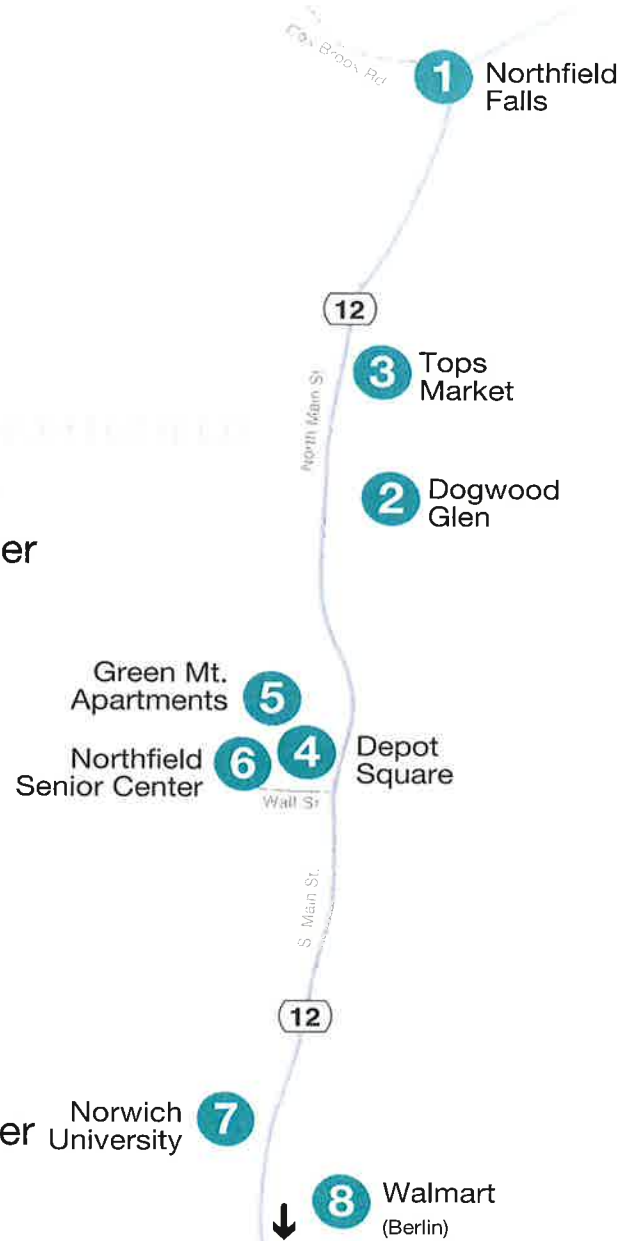 Cox Brook Rd
1
Northfield
Falls
12
3
Tops
Market
North Main St
2
Dogwood
Glen
er
Green Mt.
Apartments
5
Northfield
Senior Center
6
4
Depot
Square
Wall St
S Main St.
12
er
Norwich
University
7
8
Walmart
(Berlin)